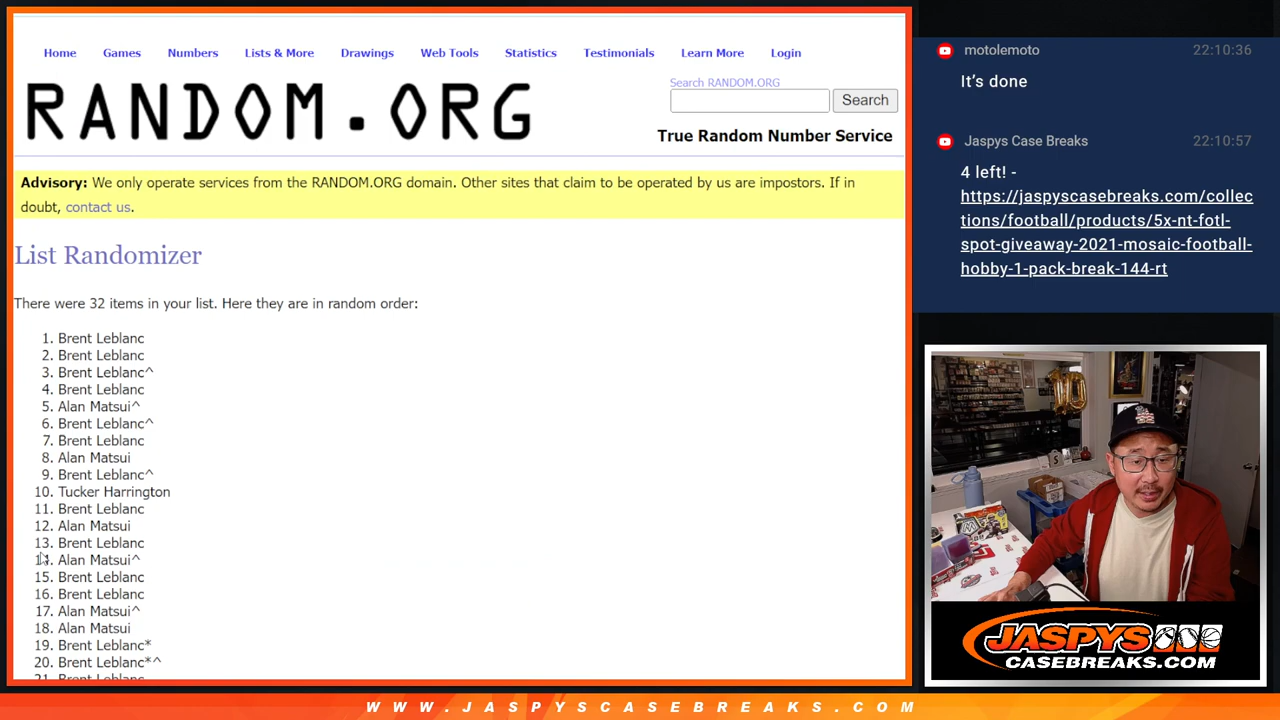 Home Games Numbers Lists & More Drawings Web Tools Statistics Testimonials Learn More Login
RANDOM.ORG
Search RANDOM.ORG
Search
True Random Number Service
Advisory: We only operate services from the RANDOM.ORG domain. Other sites that claim to be operated by us are impostors. If in
doubt, contact us.
List Randomizer
There were 32 items in your list. Here they are in random order:
1. Brent Leblanc
2. Brent Leblanc
3. Brent Leblanc^
4. Brent Leblanc
5. Alan Matsui^
6. Brent Leblanc^
7. Brent Leblanc
8. Alan Matsui
9. Brent Leblanc^
10. Tucker Harrington
11. Brent Leblanc
12. Alan Matsui
13. Brent Leblanc
14. Alan Matsui^
15. Brent Leblanc
16. Brent Leblanc
17. Alan Matsui^
18. Alan Matsui
19. Brent Leblanc*
20. Brent Leblanc*^
21. Brent Leblanc
motolemoto 22:10:36
It’s done
Jaspys Case Breaks 22:10:57
4 left! -
https://jaspyscasebreaks.com/collec
tions/football/products/5x-nt-fotl-
spot-giveaway-2021-mosaic-football-
hobby-1-pack-break-144-rt
10
JASPYS
CASEBREAKS.COM
WWW.JASPYSCASEBREAKS.COM